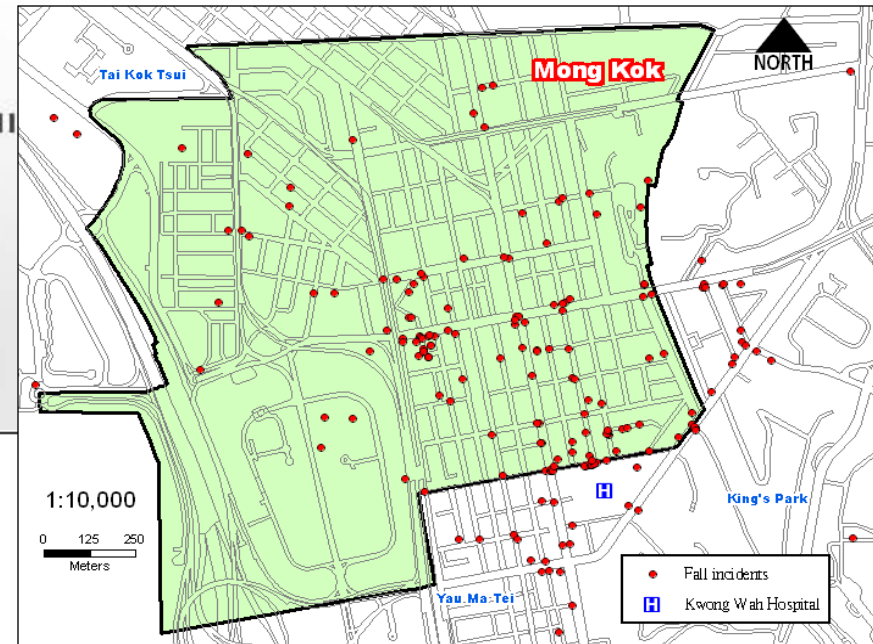 Mong Kok
NORTH
Tai Kok Tsui
1:10,000
0 125 250
Meters
H
King's Park
Yau Ma Tei
Fall incidents
H Kwong Wah Hospital